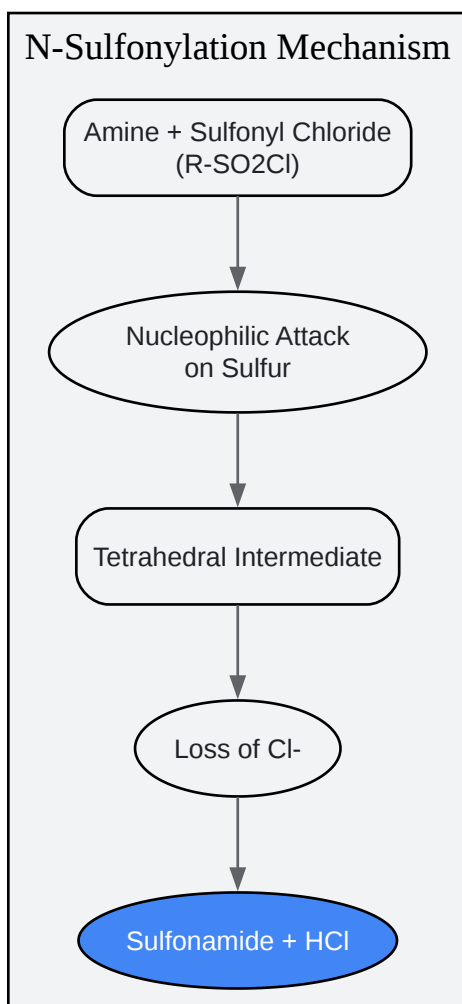 N-Sulfonylation Mechanism
Amine + Sulfonyl Chloride
(R-SO2Cl)
Nucleophilic Attack
on Sulfur
Tetrahedral Intermediate
Loss of Cl-
Sulfonamide + HCl